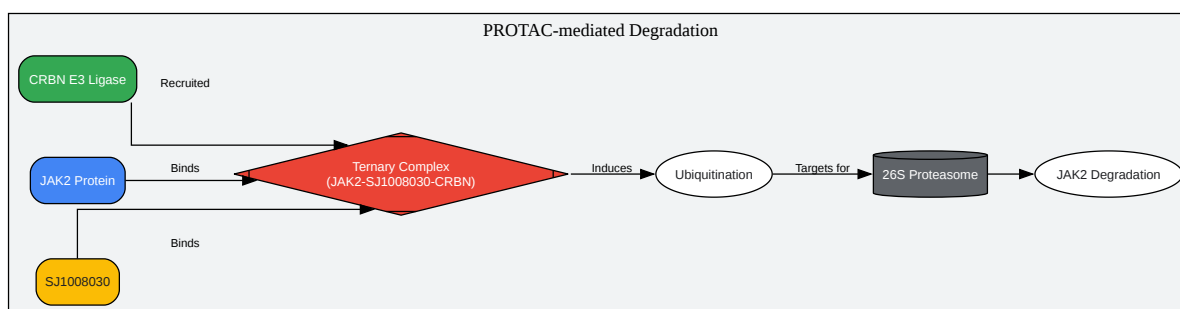 PROTAC-mediated Degradation
CRBN E3 Ligase
Recruited
JAK2 Protein
Binds
Ternary Complex
(JAK2-SJ1008030-CRBN)
Induces
Ubiquitination
Targets for
26S Proteasome
JAK2 Degradation
Binds
SJ1008030